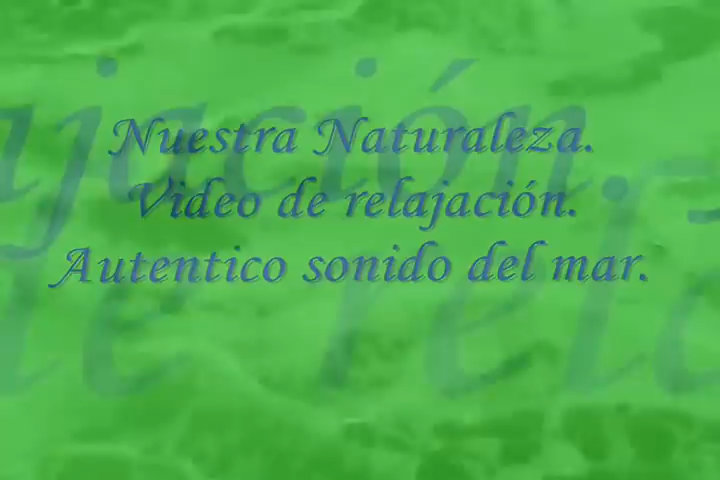 Nuestra Naturaleza.
Video de relajación.
Autentico sonido del mar.